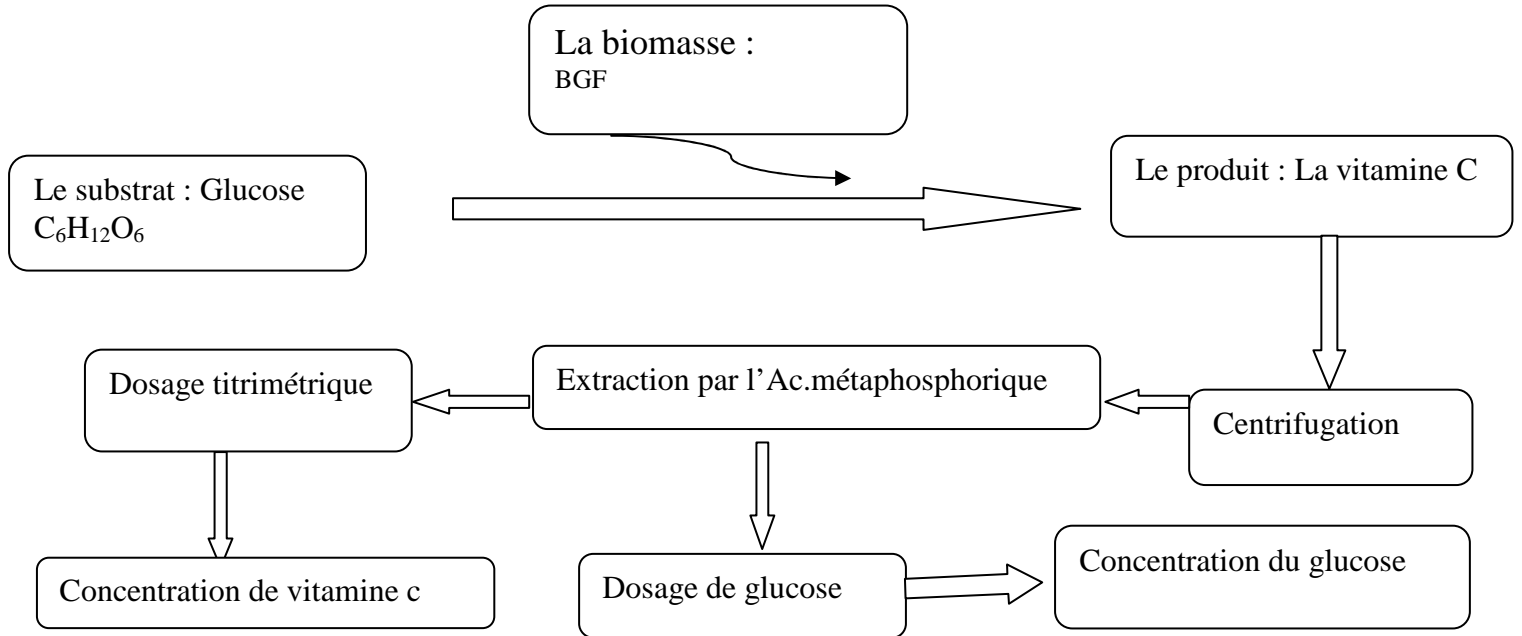 La biomasse :
BGF
Le substrat : Glucose
C₆H₁₂O₆
Le produit : La vitamine C
Dosage titrimétrique
Extraction par l’Ac.métaphosphorique
Centrifugation
Concentration de vitamine c
Dosage de glucose
Concentration du glucose